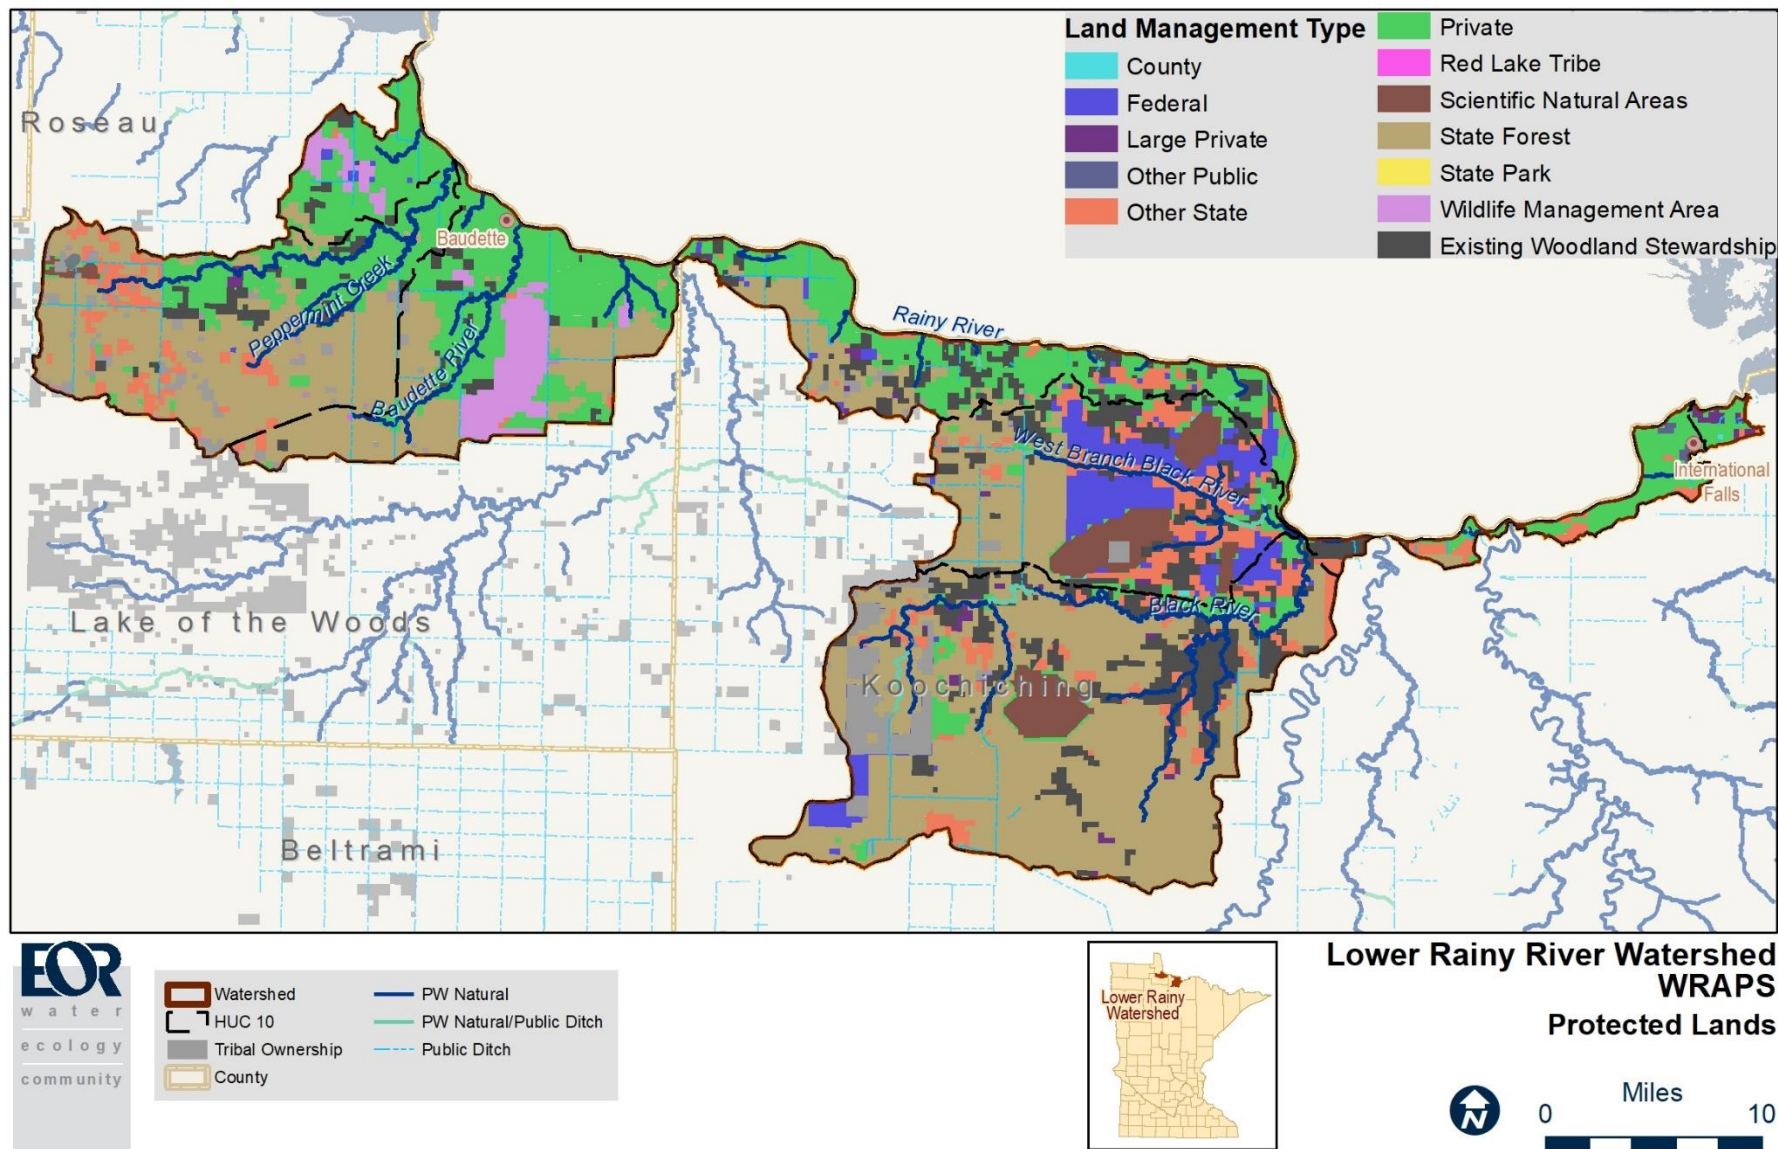 Land Management Type
County
Federal
Large Private
Other Public
Other State
Private
Red Lake Tribe
Scientific Natural Areas
State Forest
State Park
Wildlife Management Area
Existing Woodland Stewardship
Roseau
Baudette
Peppermint Creek
Baudette River
Rainy River
West Branch Black River
International
Falls
Black River
Lake of the Woods
Koochiching
Beltrami
EOR
water
ecology
community
Watershed
HUC 10
Tribal Ownership
County
PW Natural
PW Natural/Public Ditch
Public Ditch
Lower Rainy
Watershed
Lower Rainy River Watershed
WRAPS
Protected Lands
N
Miles
0 10